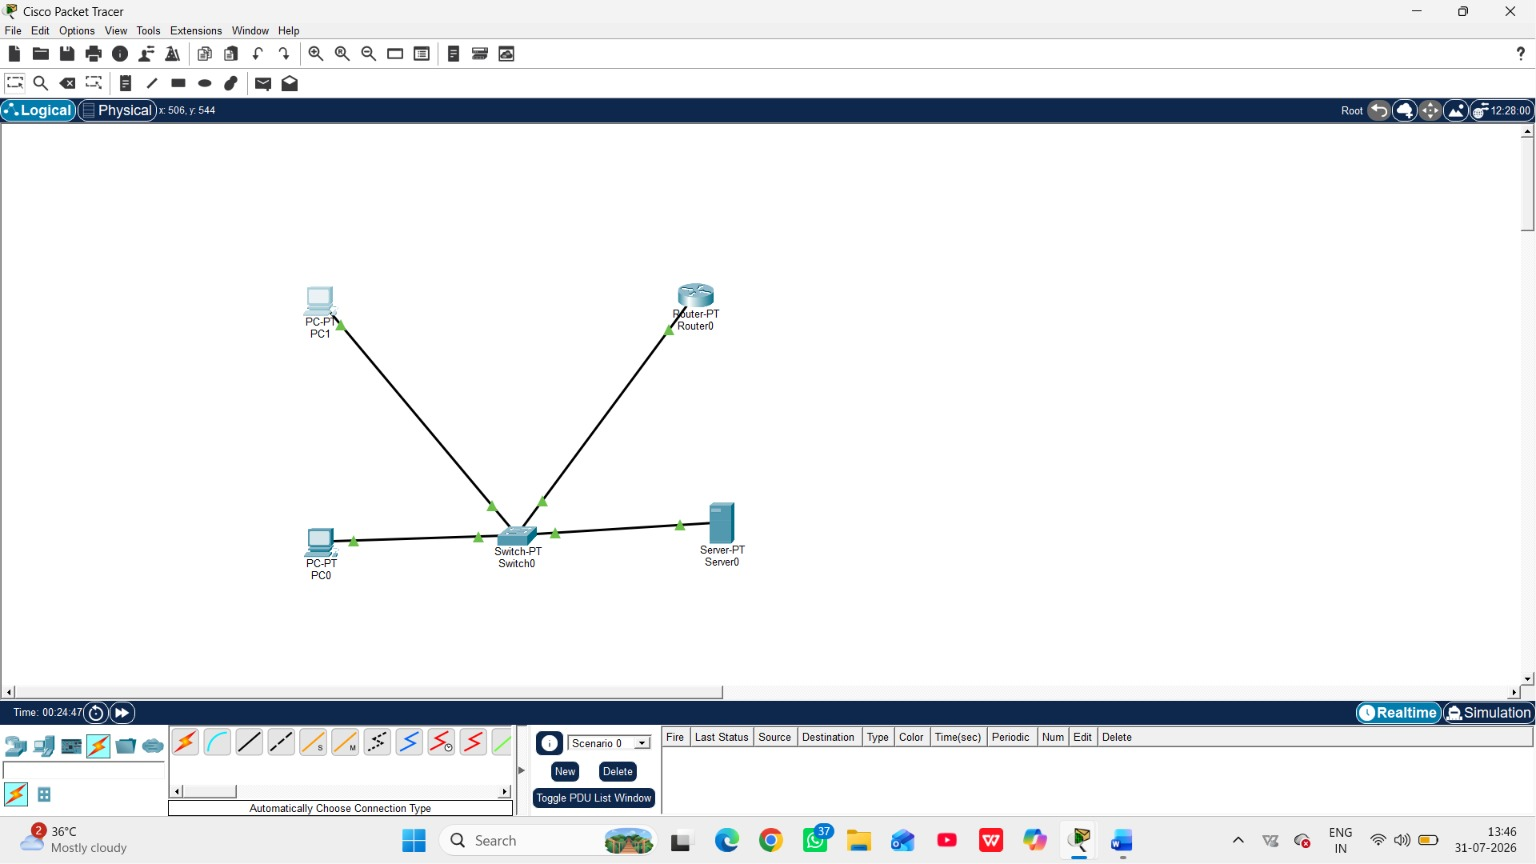 Cisco Packet Tracer
File Edit Options View Tools Extensions Window Help
?
Logical Physical x: 506, y: 544 Root 12:28:00
PC-PT
PC1
Router-PT
Router0
PC-PT
PC0
Switch-PT
Switch0
Server-PT
Server0
Time: 00:24:47 Realtime Simulation
Scenario 0 Fire Last Status Source Destination Type Color Time(sec) Periodic Num Edit Delete
S M
New Delete
Toggle PDU List Window
Automatically Choose Connection Type
2 36°C
Mostly cloudy
Search
37
ENG
IN
13:46
31-07-2026